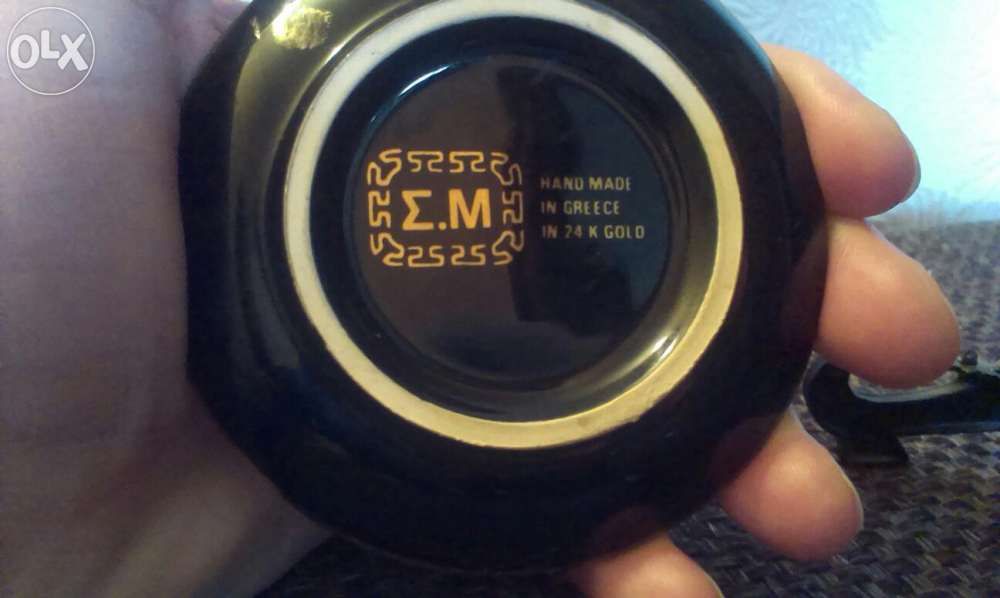 OLX
Σ.Μ
HAND MADE
IN GREECE
IN 24 K GOLD